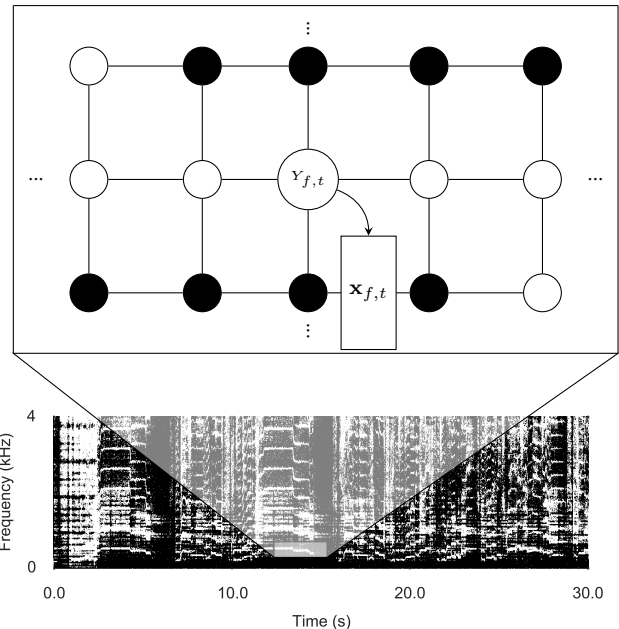 ...
... Y_{f,t} ...
x_{f,t}
...
4
Frequency (kHz)
0
0.0 10.0 20.0 30.0
Time (s)